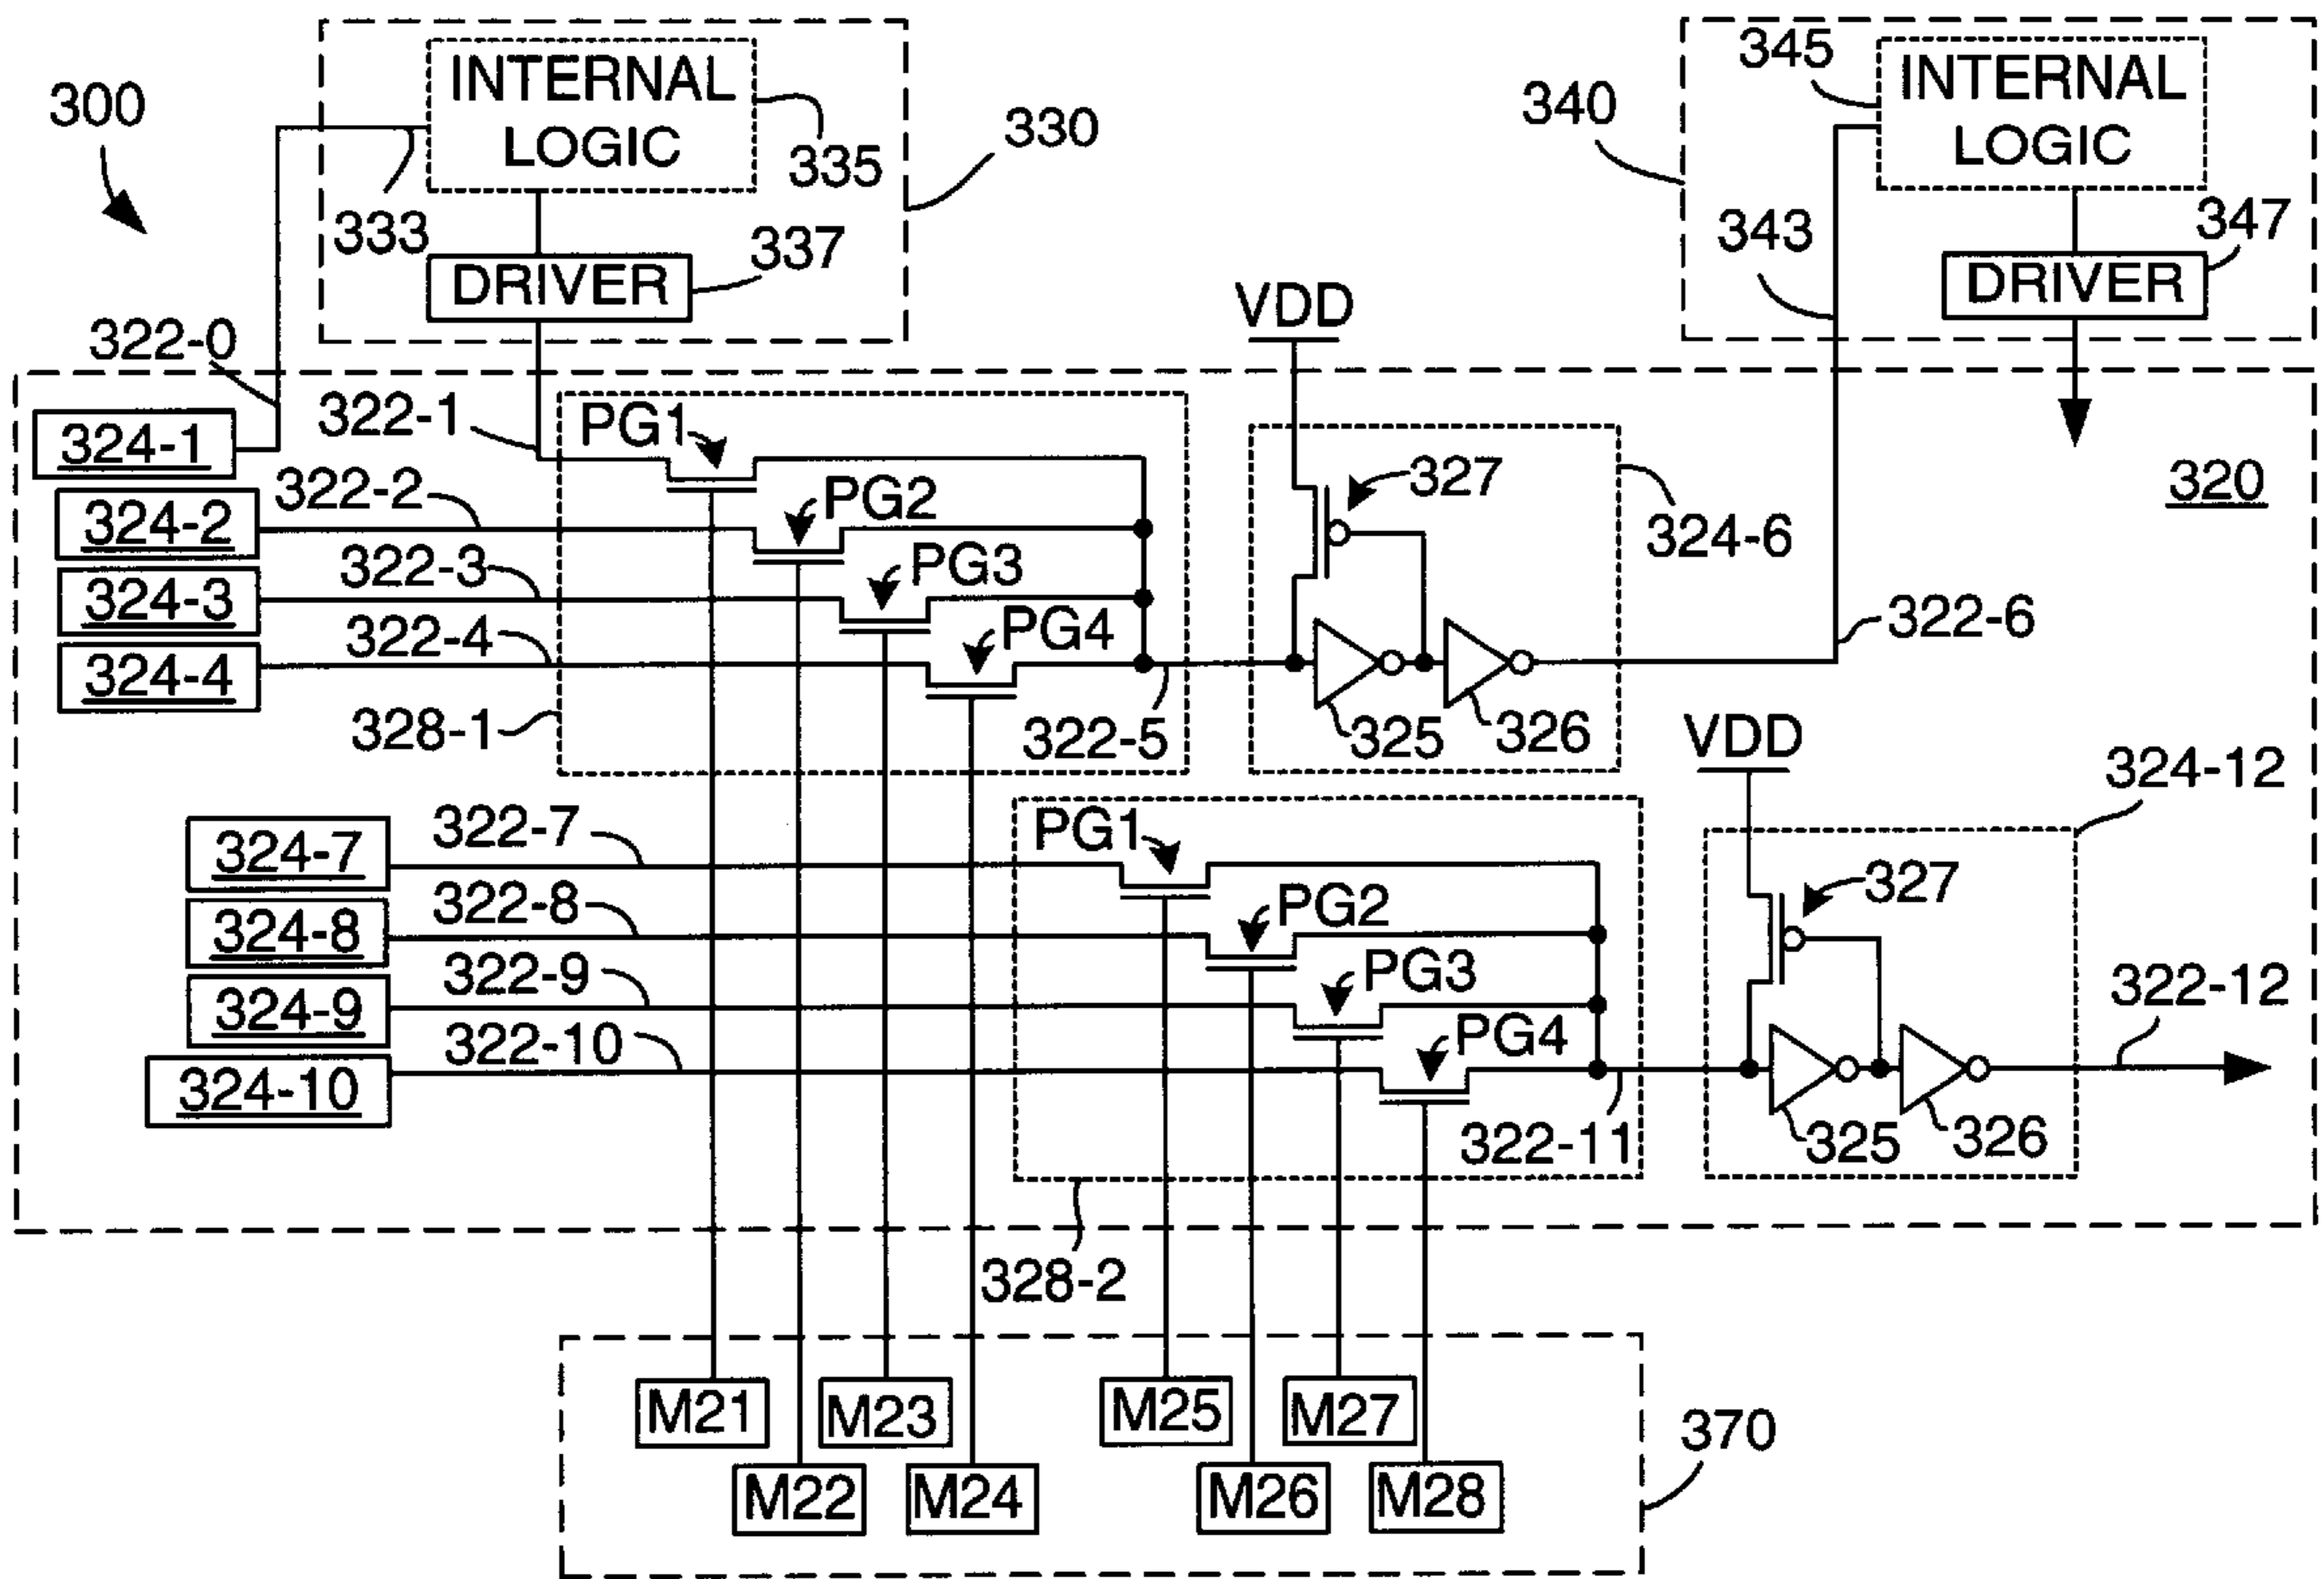 300
INTERNAL
LOGIC
335
333
330
DRIVER
337
340
345
INTERNAL
LOGIC
343
DRIVER
347
VDD
322-0
324-1
322-1
PG1
324-2
322-2
PG2
324-3
322-3
PG3
324-4
322-4
PG4
328-1
322-5
327
324-6
325
326
322-6
320
VDD
324-12
324-7
322-7
PG1
324-8
322-8
PG2
324-9
322-9
PG3
324-10
322-10
PG4
322-11
327
325
326
322-12
328-2
M21
M22
M23
M24
M25
M26
M27
M28
370